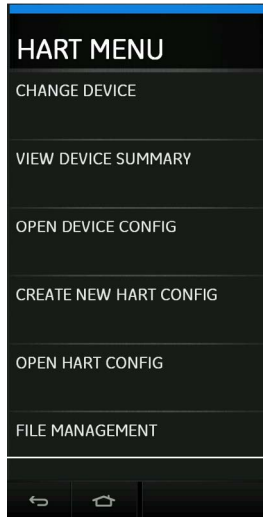 HART MENU
CHANGE DEVICE
VIEW DEVICE SUMMARY
OPEN DEVICE CONFIG
CREATE NEW HART CONFIG
OPEN HART CONFIG
FILE MANAGEMENT